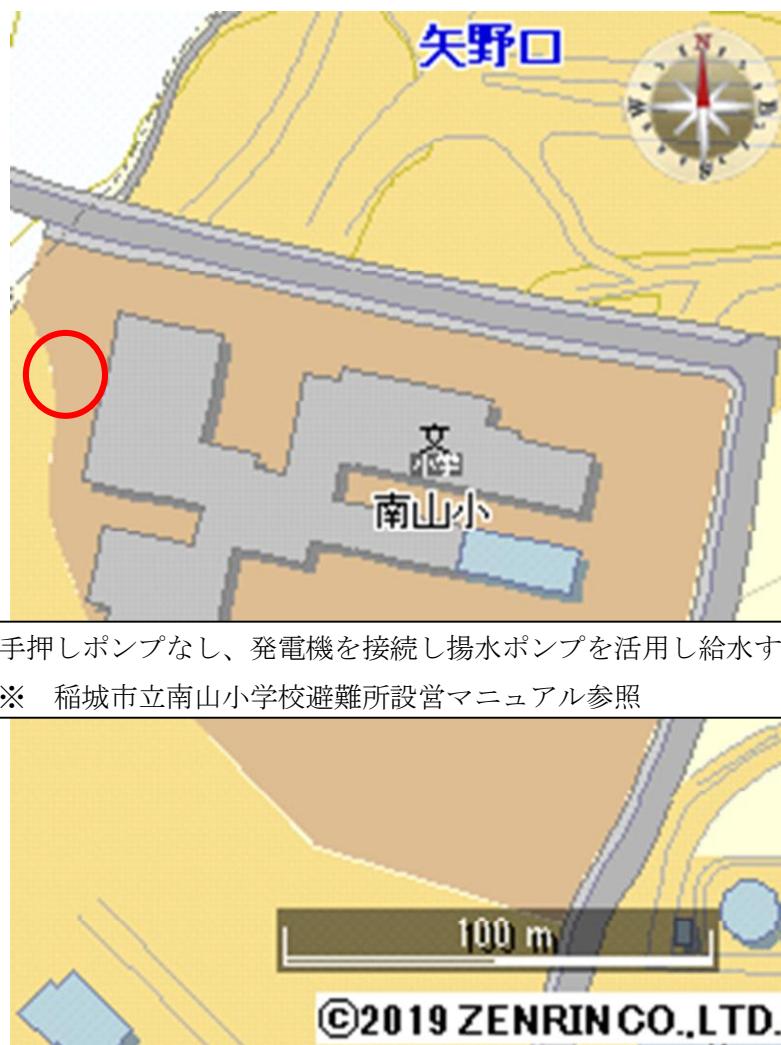 矢野口
N
E
S
W
文
小学
南山小
手押しポンプなし、発電機を接続し揚水ポンプを活用し給水す
※ 稲城市立南山小学校避難所設営マニュアル参照
100 m
©2019 ZENRIN CO.,LTD.